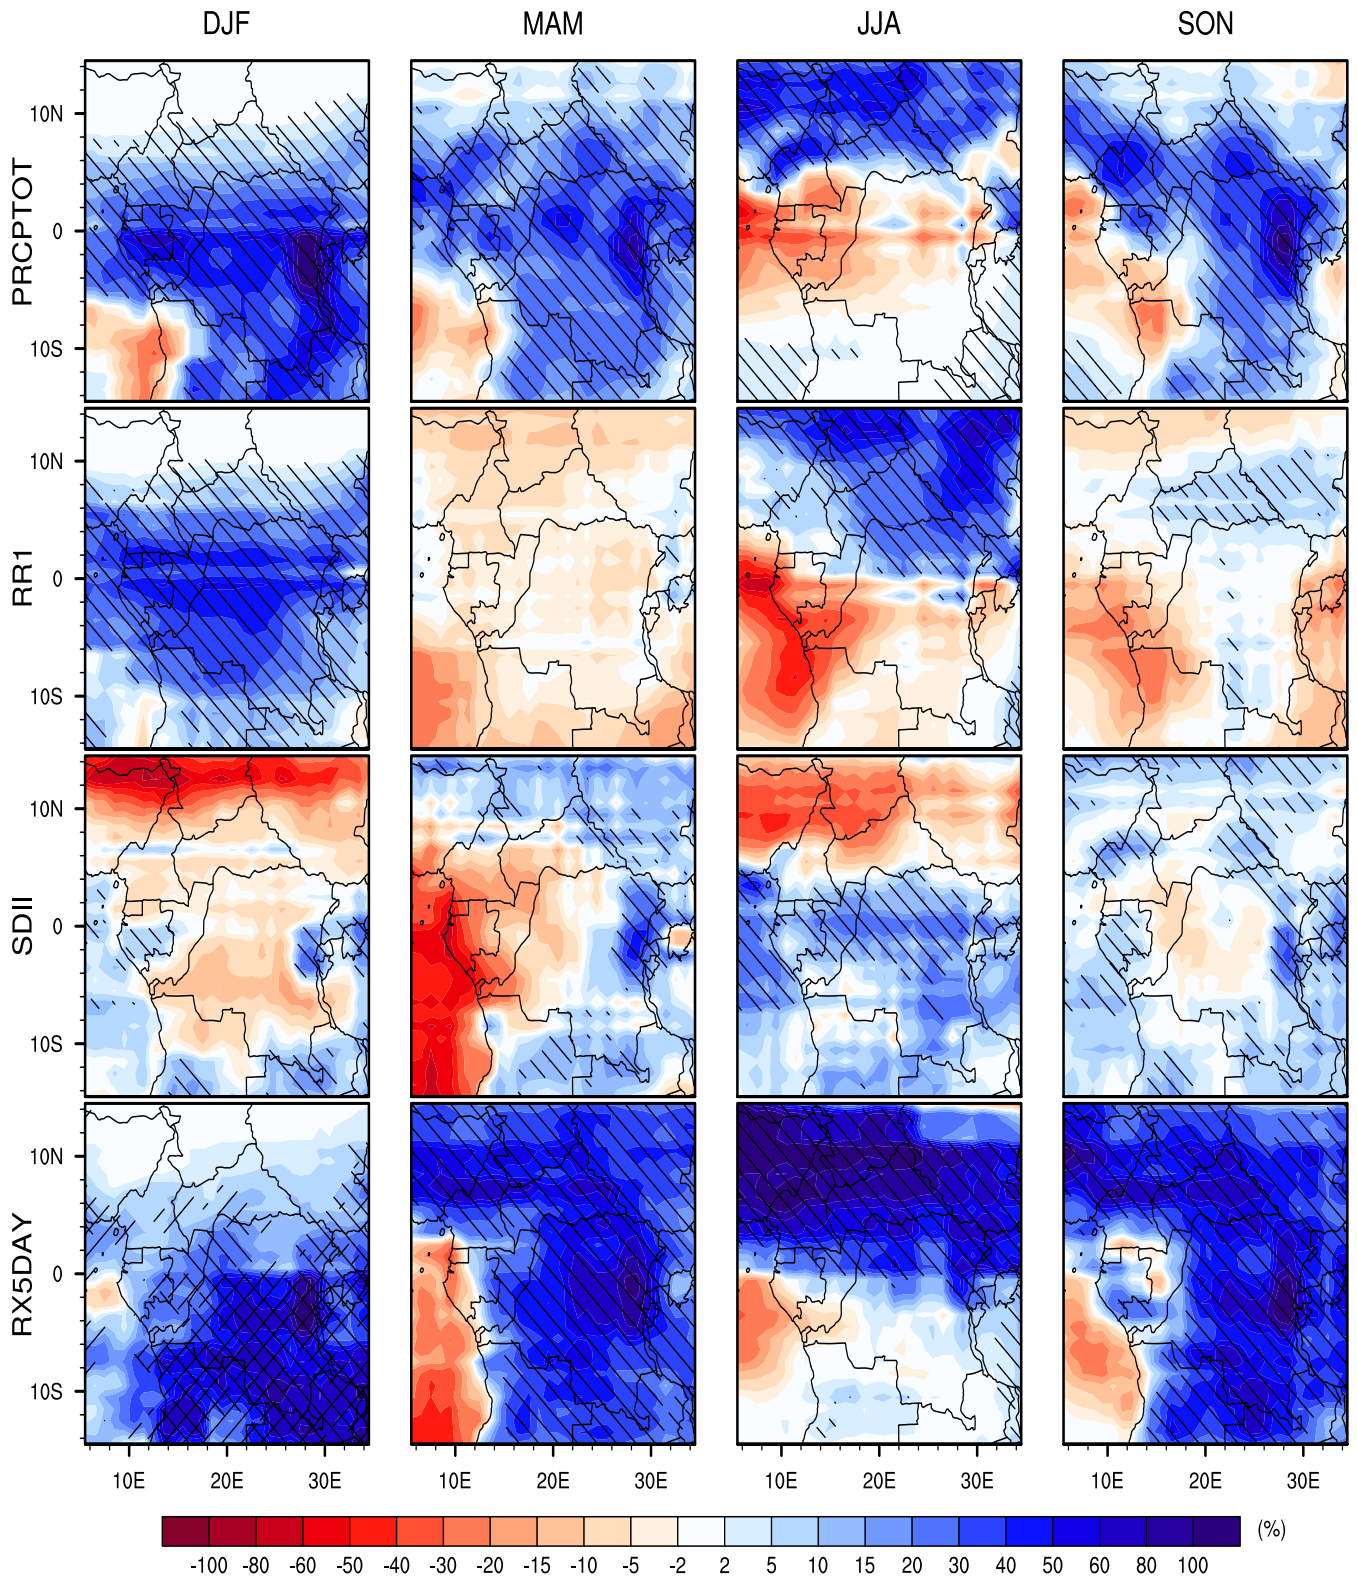 DJF MAM JJA SON
PRCPTOT
10N
0
10S
RR1
10N
0
10S
SDII
10N
0
10S
RX5DAY
10N
0
10S
10E 20E 30E 10E 20E 30E 10E 20E 30E 10E 20E 30E
(%)
-100 -80 -60 -50 -40 -30 -20 -15 -10 -5 -2 2 5 10 15 20 30 40 50 60 80 100